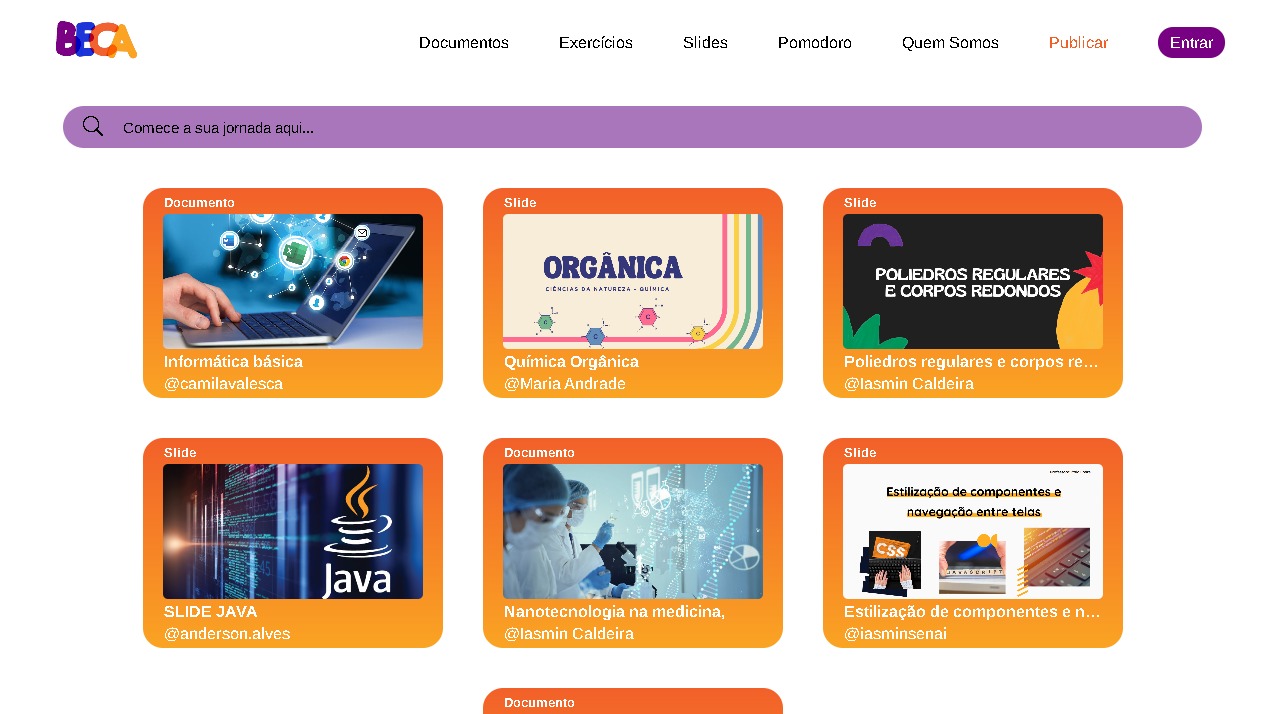 BECA
Documentos
Exercícios
Slides
Pomodoro
Quem Somos
Publicar
Entrar
Comece a sua jornada aqui...
Documento
Informática básica
@camilavalesca
Slide
ORGÂNICA
CIÊNCIAS DA NATUREZA - QUÍMICA
C
C
C
C
Química Orgânica
@Maria Andrade
Slide
POLIEDROS REGULARES
E CORPOS REDONDOS
Poliedros regulares e corpos re...
@Iasmin Caldeira
Slide
Java
SLIDE JAVA
@anderson.alves
Documento
Nanotecnologia na medicina,
@Iasmin Caldeira
Slide
Estilização de componentes e
navegação entre telas
CSS
JAVASCRIPT
Estilização de componentes e n...
@iasminsenai
Documento